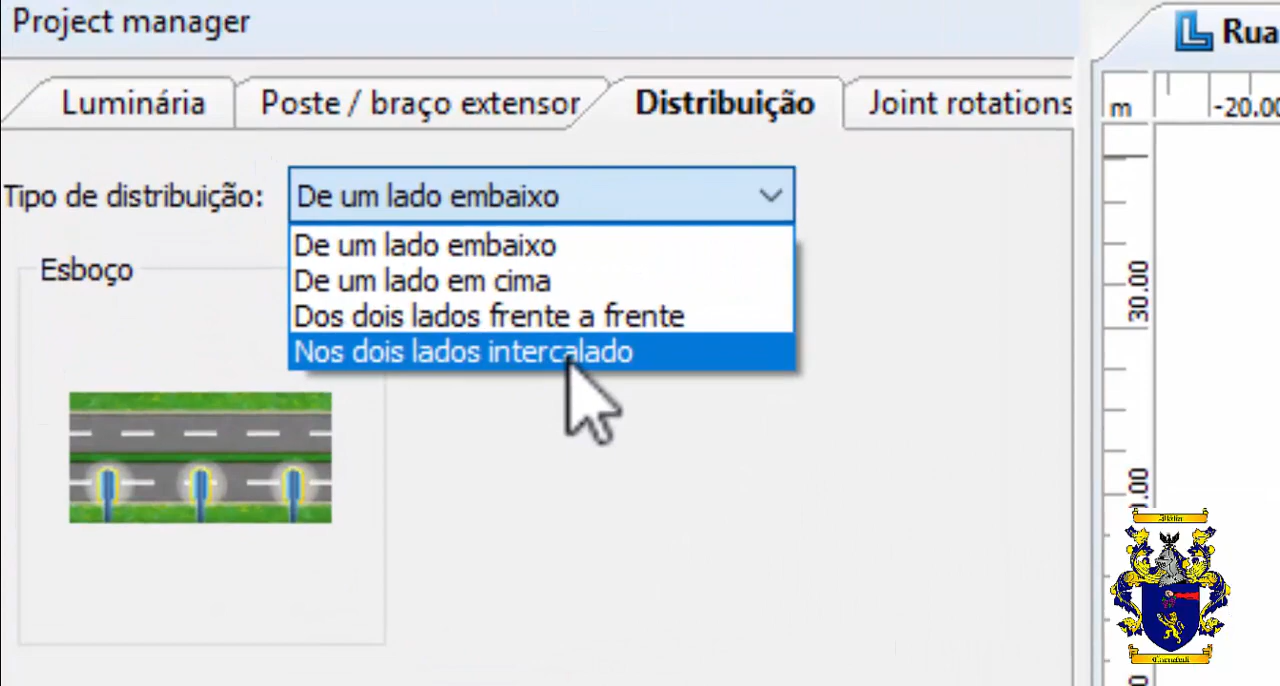 Project manager
Luminária
Poste / braço extensor
Distribuição
Joint rotations
Rua
m
-20.00
Tipo de distribuição:
De um lado embaixo
De um lado embaixo
De um lado em cima
Dos dois lados frente a frente
Nos dois lados intercalado
Esboço
30.00